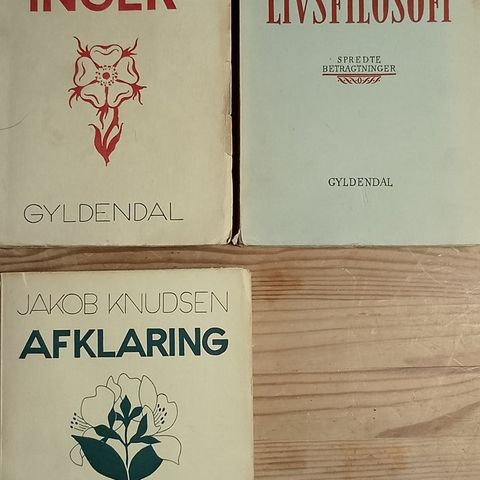 INGER
GYLDENDAL
LIVSFILOSOFI
SPREDTE
BETRAGTNINGER
GYLDENDAL
JAKOB KNUDSEN
AFKLARING